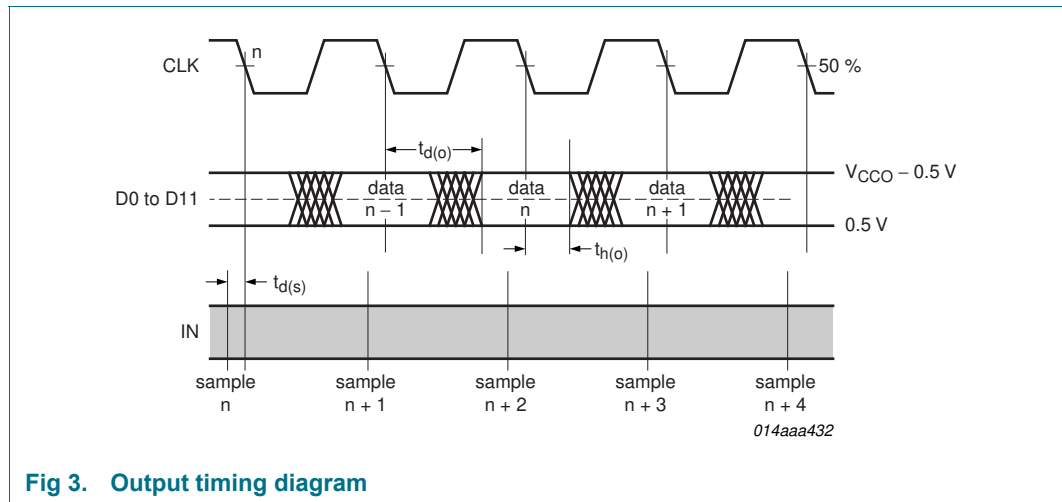 CLK
n
50 %
t_d(o)
V_CCO – 0.5 V
D0 to D11
data
n – 1
data
n
data
n + 1
0.5 V
t_h(o)
t_d(s)
IN
sample
n
sample
n + 1
sample
n + 2
sample
n + 3
sample
n + 4
014aaa432
Fig 3. Output timing diagram